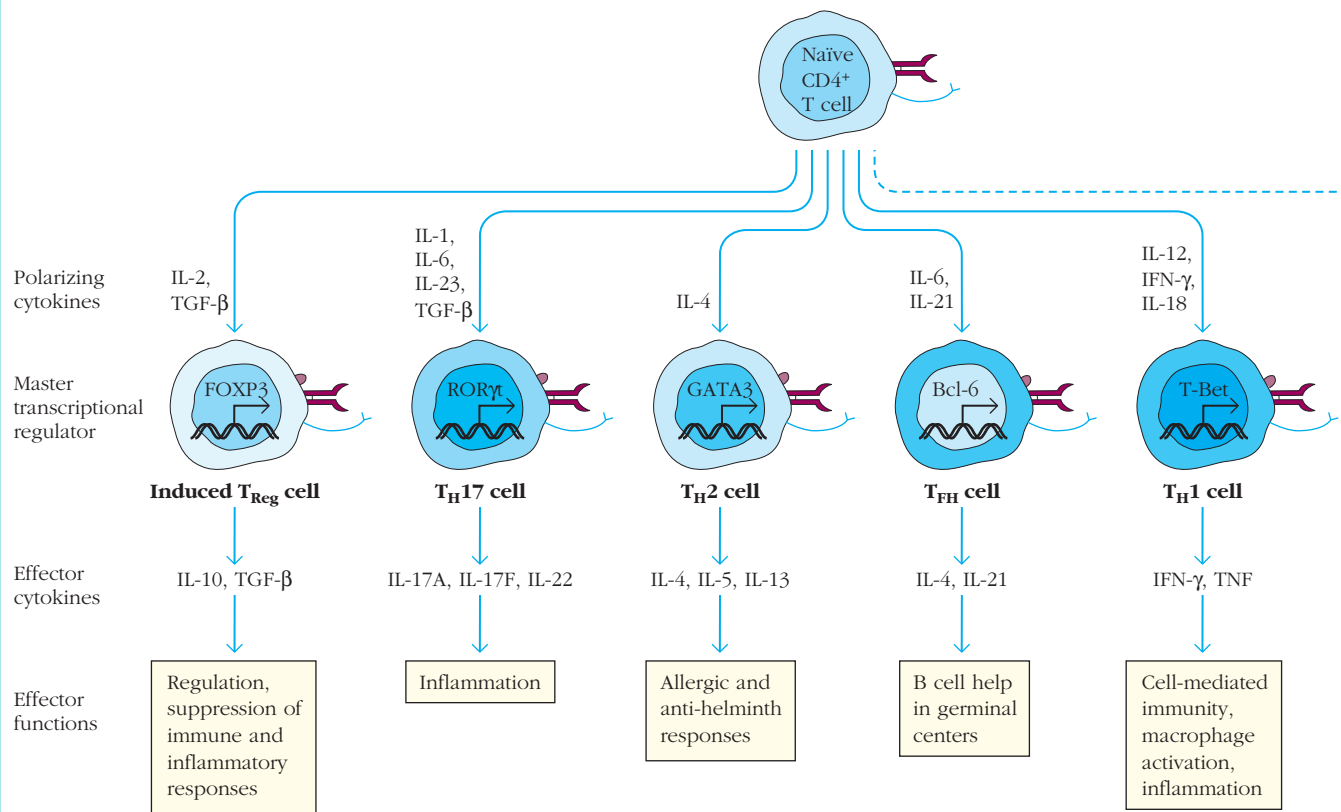 Naïve
CD4+
T cell
Polarizing
cytokines
IL-2,
TGF-β
IL-1,
IL-6,
IL-23,
TGF-β
IL-4
IL-6,
IL-21
IL-12,
IFN-γ,
IL-18
Master
transcriptional
regulator
FOXP3
RORγt
GATA3
Bcl-6
T-Bet
Induced TReg cell
TH17 cell
TH2 cell
TFH cell
TH1 cell
Effector
cytokines
IL-10, TGF-β
IL-17A, IL-17F, IL-22
IL-4, IL-5, IL-13
IL-4, IL-21
IFN-γ, TNF
Effector
functions
Regulation,
suppression of
immune and
inflammatory
responses
Inflammation
Allergic and
anti-helminth
responses
B cell help
in germinal
centers
Cell-mediated
immunity,
macrophage
activation,
inflammation